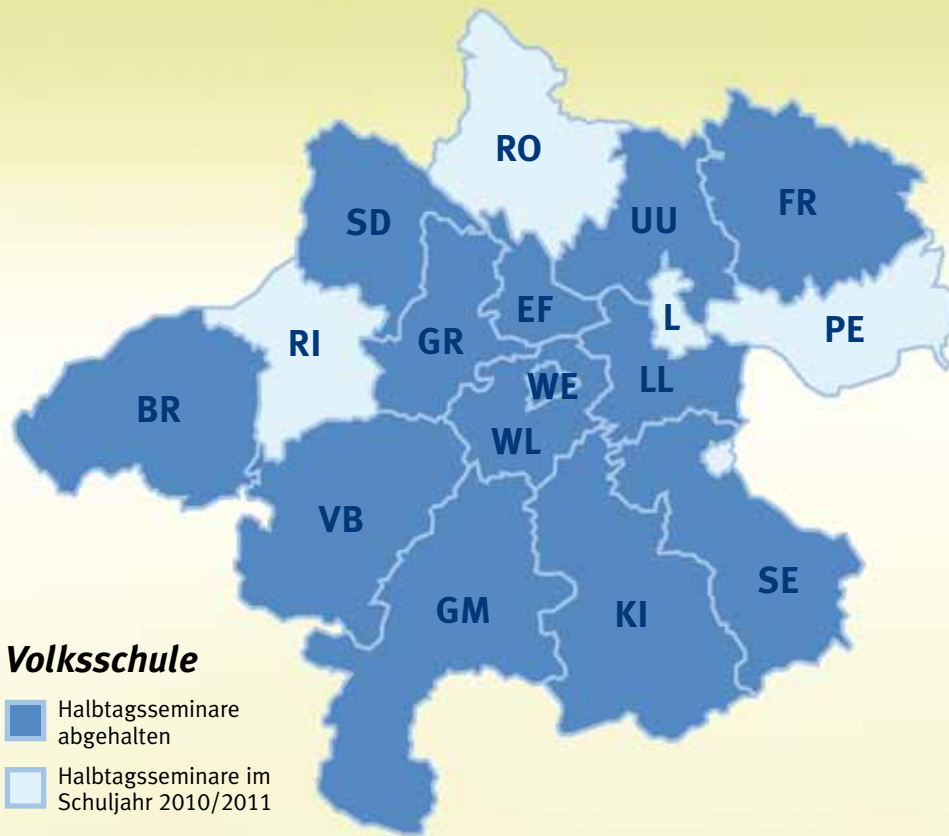 RO
FR
SD
UU
EF
L
RI
GR
PE
WE
LL
BR
WL
VB
SE
GM
KI
Volksschule
Halbtagsseminare
abgehalten
Halbtagsseminare im
Schuljahr 2010/2011